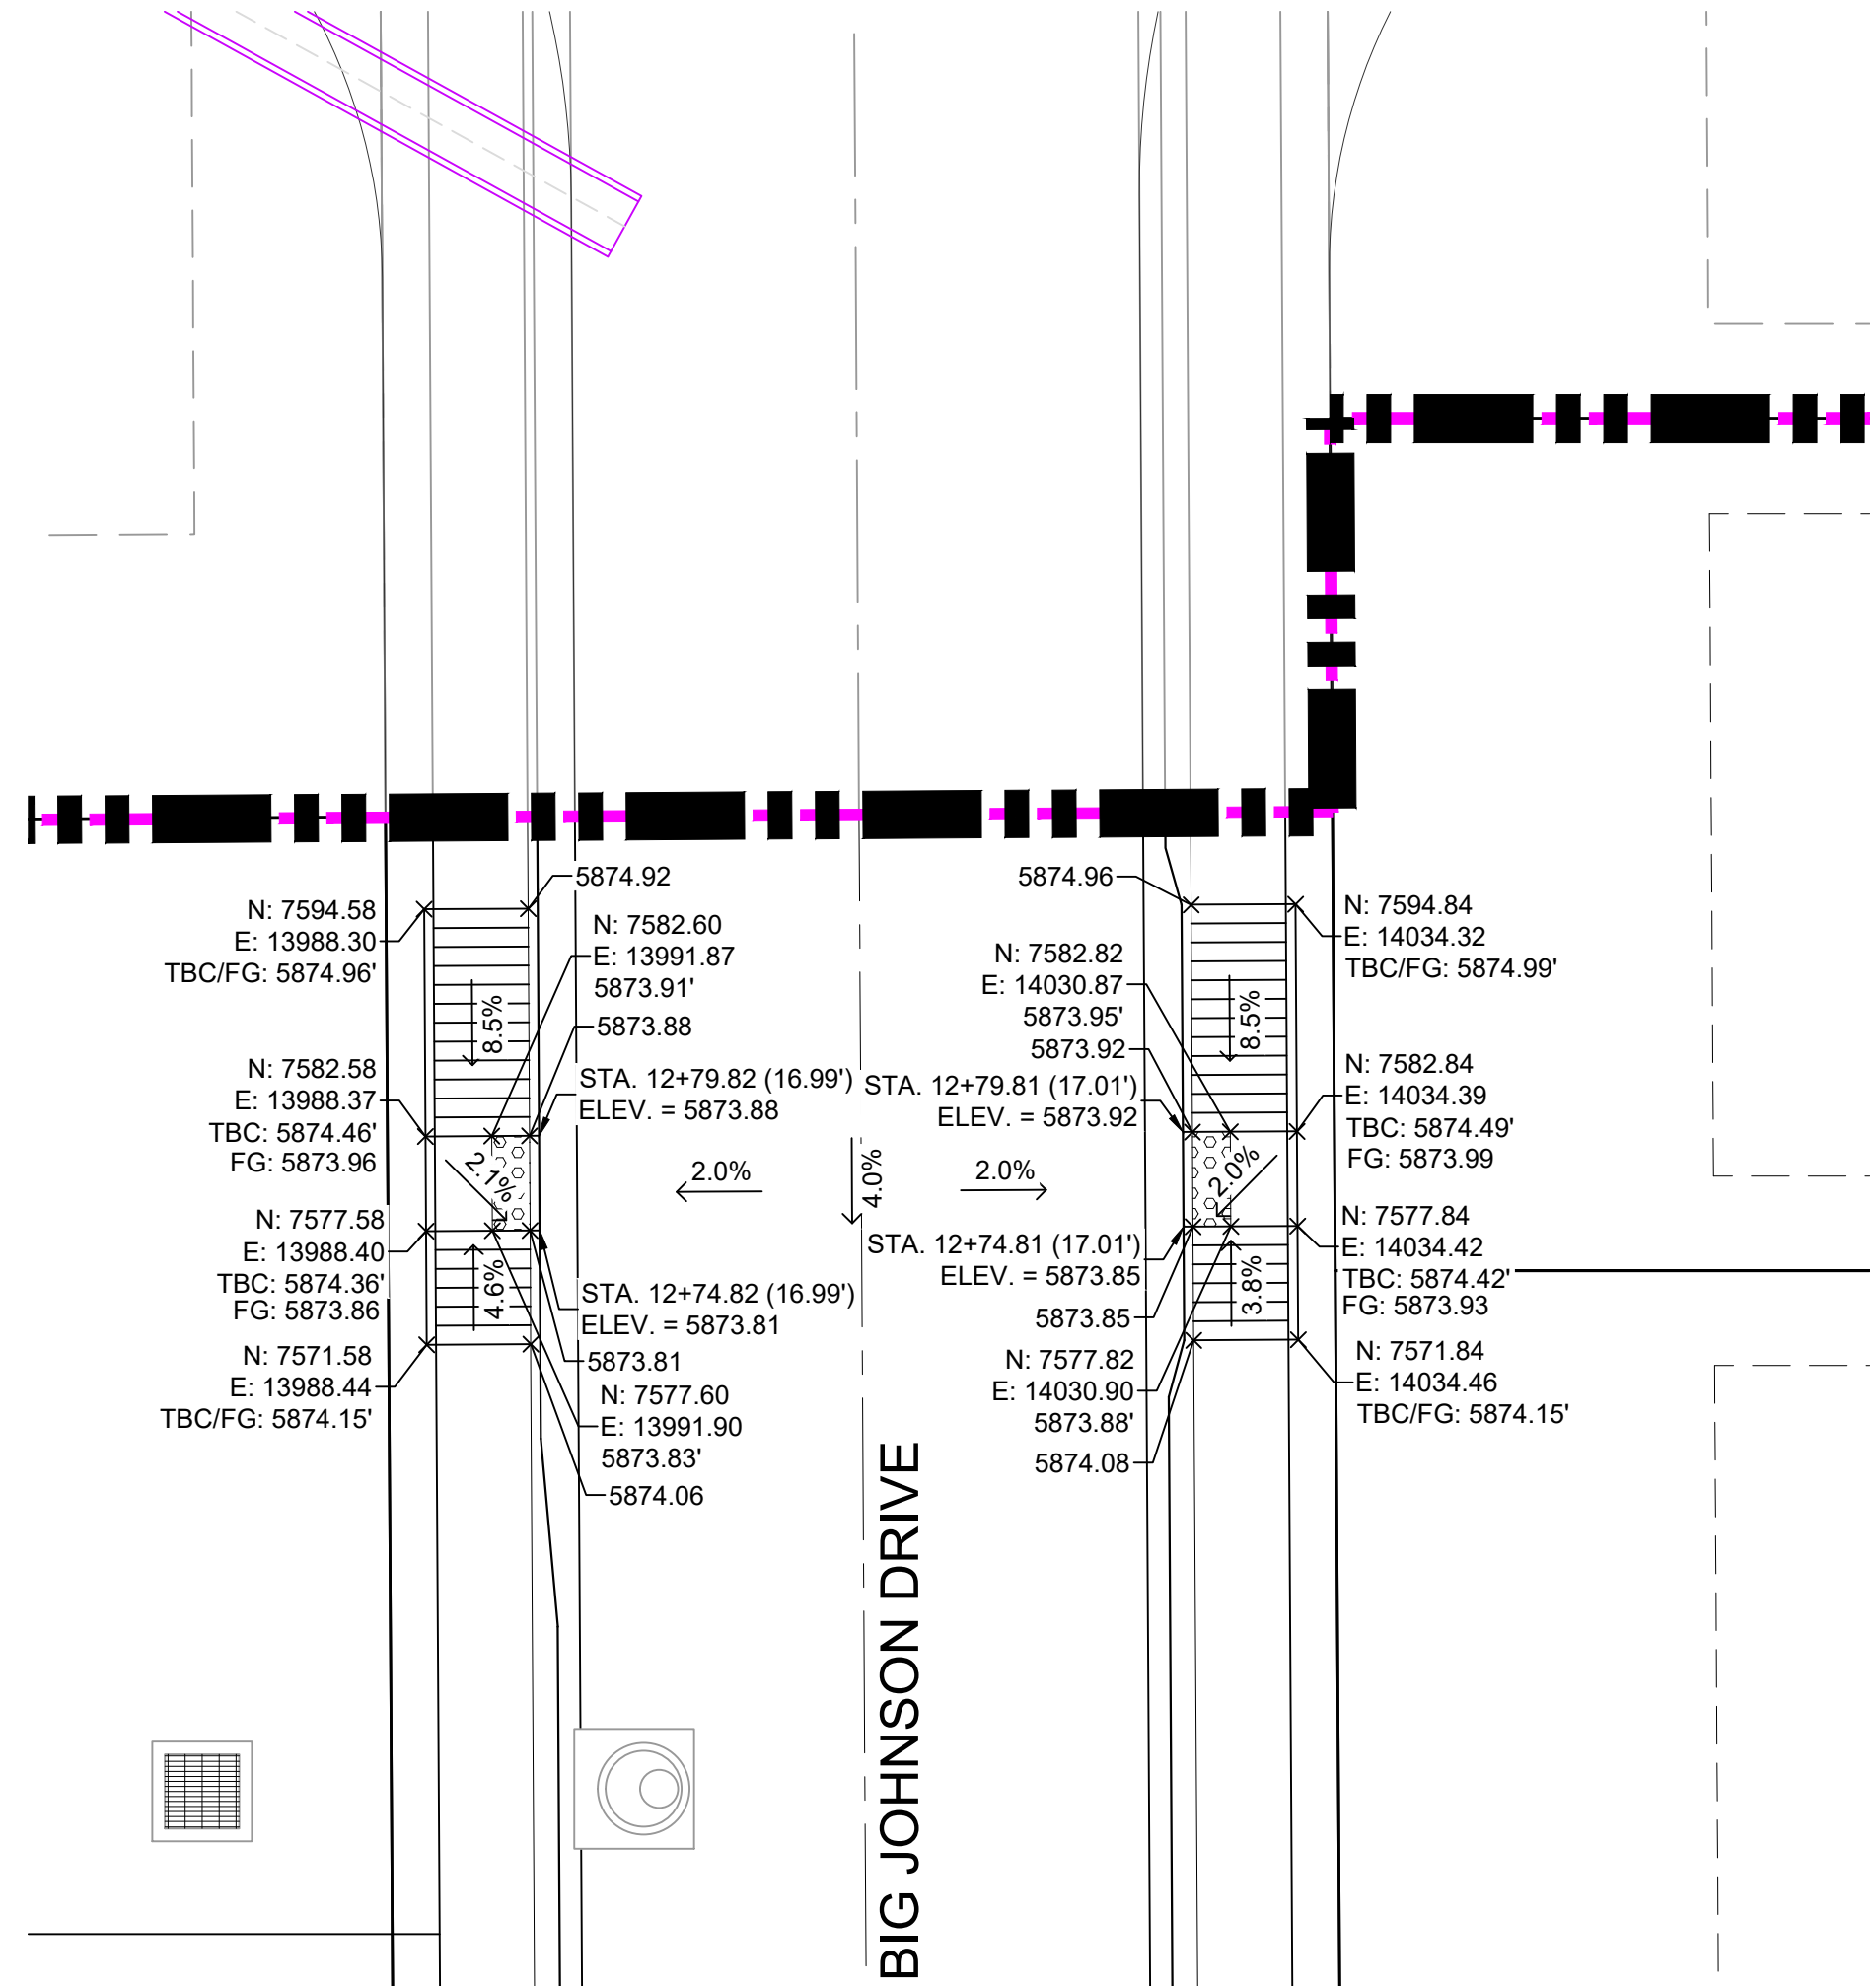 5874.92
N: 7594.58
E: 13988.30
TBC/FG: 5874.96'
N: 7582.60
E: 13991.87
5873.91'
5873.88
8.5%
N: 7582.58
E: 13988.37
TBC: 5874.46'
FG: 5873.96
STA. 12+79.82 (16.99')
ELEV. = 5873.88
2.1%
2.0%
N: 7577.58
E: 13988.40
TBC: 5874.36'
FG: 5873.86
4.6%
STA. 12+74.82 (16.99')
ELEV. = 5873.81
5873.81
N: 7571.58
E: 13988.44
TBC/FG: 5874.15'
N: 7577.60
E: 13991.90
5873.83'
5874.06
4.0%
BIG JOHNSON DRIVE
5874.96
N: 7594.84
E: 14034.32
TBC/FG: 5874.99'
N: 7582.82
E: 14030.87
5873.95'
5873.92
8.5%
STA. 12+79.81 (17.01')
ELEV. = 5873.92
N: 7582.84
E: 14034.39
TBC: 5874.49'
FG: 5873.99
2.0%
2.0%
STA. 12+74.81 (17.01')
ELEV. = 5873.85
N: 7577.84
E: 14034.42
TBC: 5874.42'
FG: 5873.93
3.8%
5873.85
N: 7577.82
E: 14030.90
5873.88'
5874.08
N: 7571.84
E: 14034.46
TBC/FG: 5874.15'